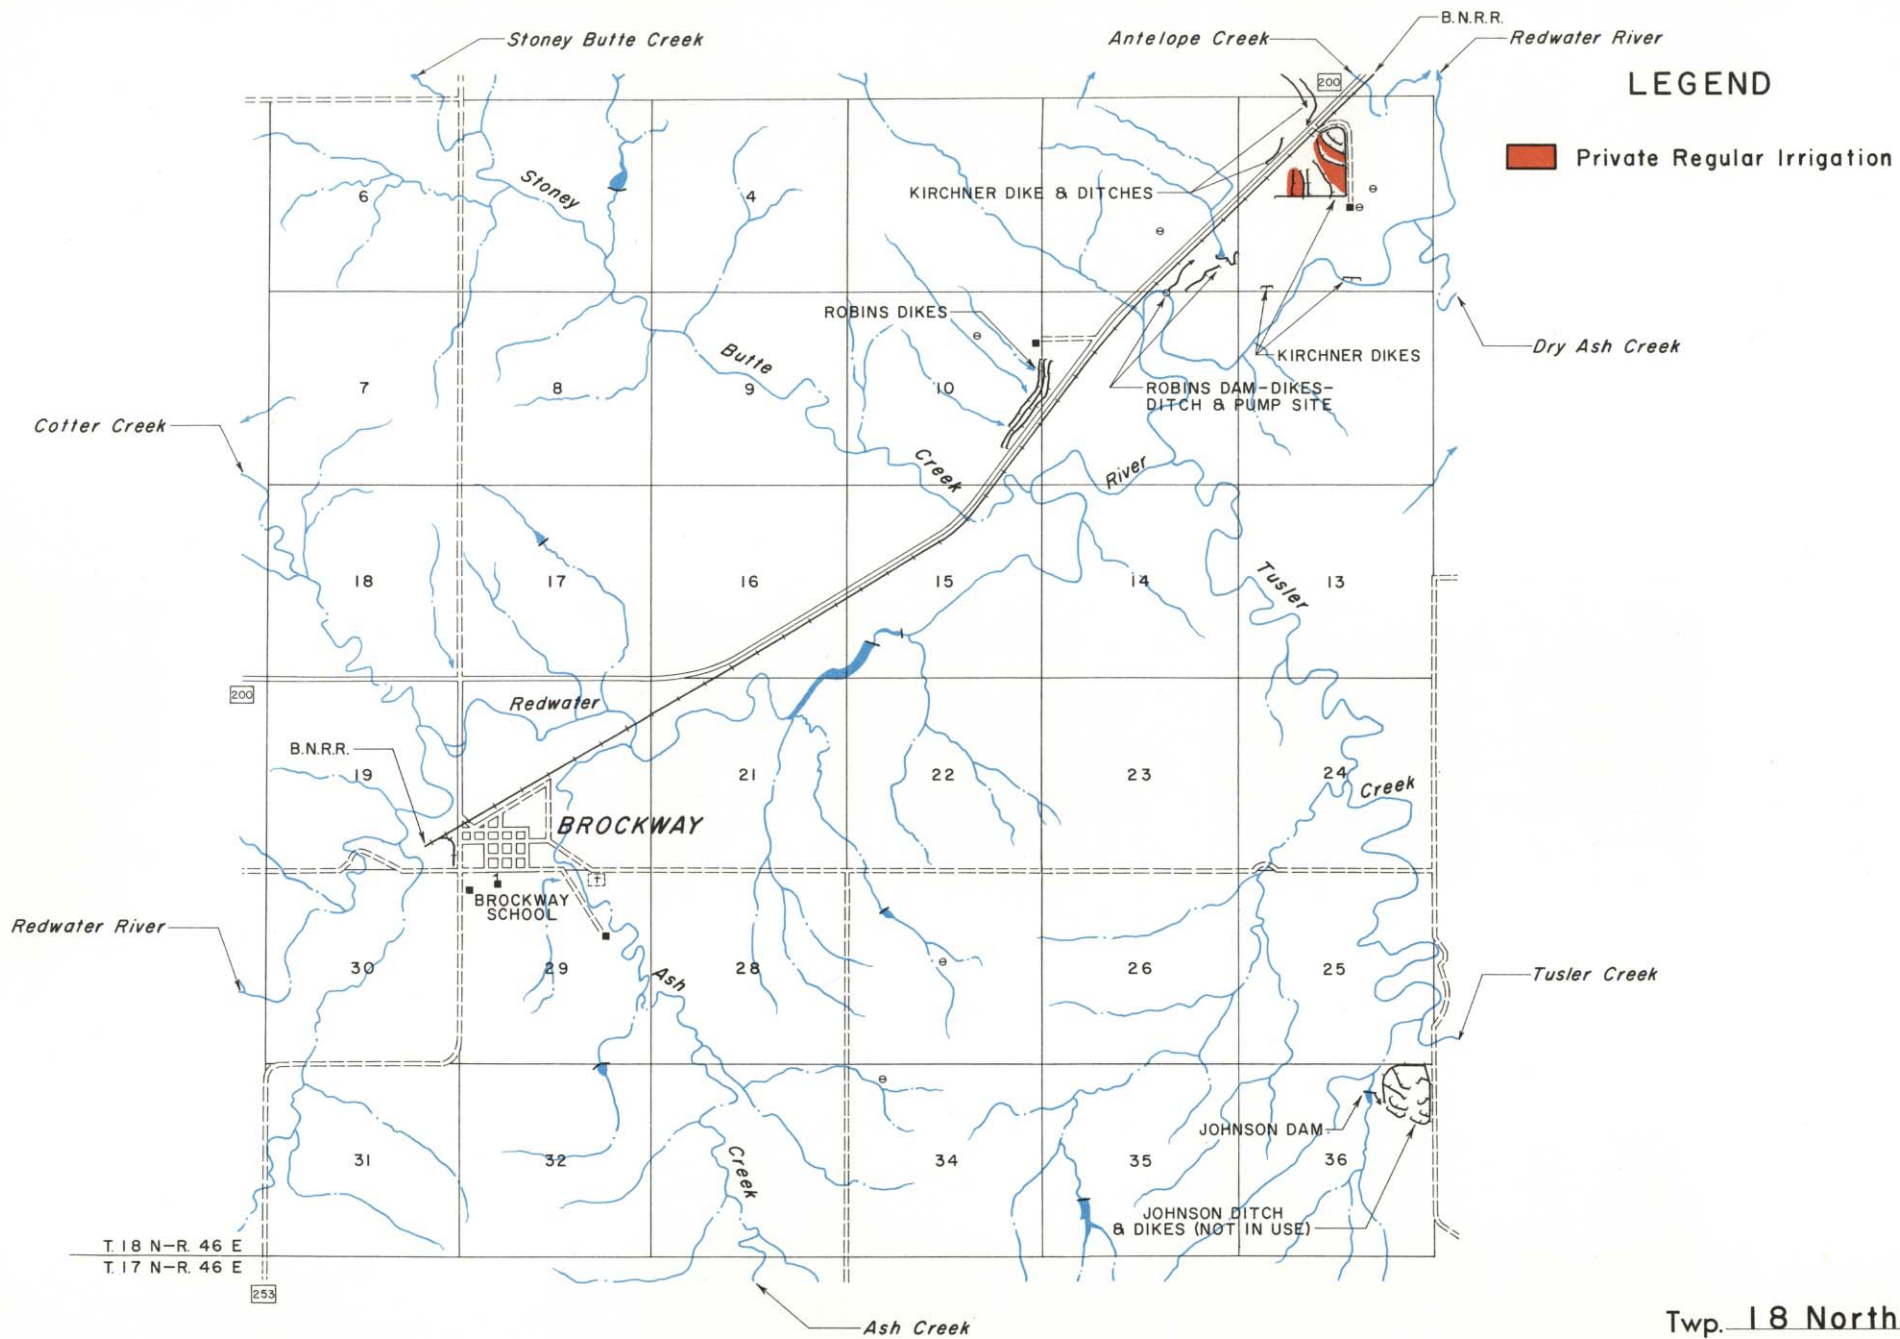 Stoney Butte Creek
Antelope Creek
B.N.R.R.
Redwater River
LEGEND
Private Regular Irrigation
200
6
Stoney
4
KIRCHNER DIKE & DITCHES
ROBINS DIKES
Butte
7
8
9
10
KIRCHNER DIKES
ROBINS DAM-DIKES-
DITCH & PUMP SITE
Dry Ash Creek
Cotter Creek
Creek
River
18
17
16
15
14
Tusler
13
200
Redwater
B.N.R.R.
19
21
22
23
24
Creek
BROCKWAY
BROCKWAY
SCHOOL
Redwater River
30
29
Ash
28
26
25
Tusler Creek
JOHNSON DAM
31
32
Creek
34
35
36
JOHNSON DITCH
& DIKES (NOT IN USE)
T. 18 N-R. 46 E
T. 17 N-R. 46 E
253
Ash Creek
Twp. 18 North